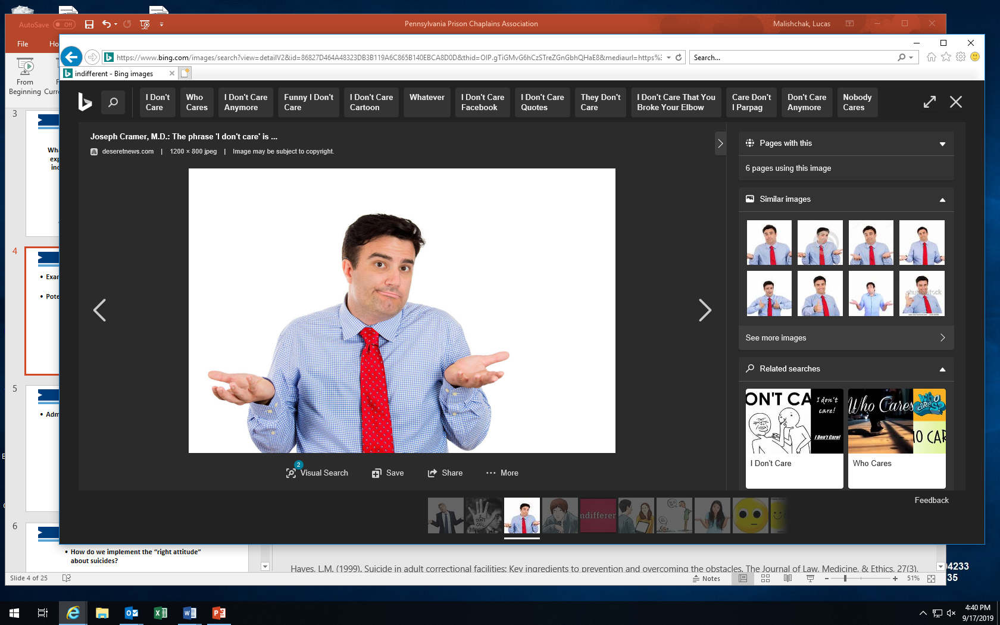 AutoSave
Off
Pennsylvania Prison Chaplains Association
Malishchak, Lucas
File
Ho
From
Beginning
Curre
https://www.bing.com/images/search?view=detailV2&id=86827D464A48323DB3B119A6C865B140EBCA8D0D&thid=OIP.gTiGMvG6hCzSTreZGnGbhQHaE8&mediaurl=https%3
Search...
indifferent - Bing images
I Don't
Care
Who
Cares
I Don't Care
Anymore
Funny I Don't
Care
I Don't Care
Cartoon
Whatever
I Don't Care
Facebook
I Don't Care
Quotes
They Don't
Care
I Don't Care That You
Broke Your Elbow
Care Don't
I Parpag
Don't Care
Anymore
Nobody
Cares
Joseph Cramer, M.D.: The phrase 'I don't care' is ...
deseretnews.com | 1200 × 800 jpeg | Image may be subject to copyright.
Pages with this
6 pages using this image
Similar images
shutterstock
See more images
Related searches
ON'T CA
I don't
care!
I Don't Care!
I Don't Care
Who Cares
WHO
CARES?
IO CAR
Who Cares
2
Visual Search
Save
Share
More
I
DON'T
CARE
ndifferen
Feedback
3
Wha
exp
inc
4
• Exar
• Pote
5
• Adm
6
• How do we implement the “right attitude”
about suicides?
Hayes, L.M. (1999). Suicide in adult correctional facilities: Key ingredients to prevention and overcoming the obstacles. The Journal of Law, Medicine, & Ethics, 27(3),
Slide 4 of 25
Notes
51%
04233
35
4:40 PM
9/17/2019